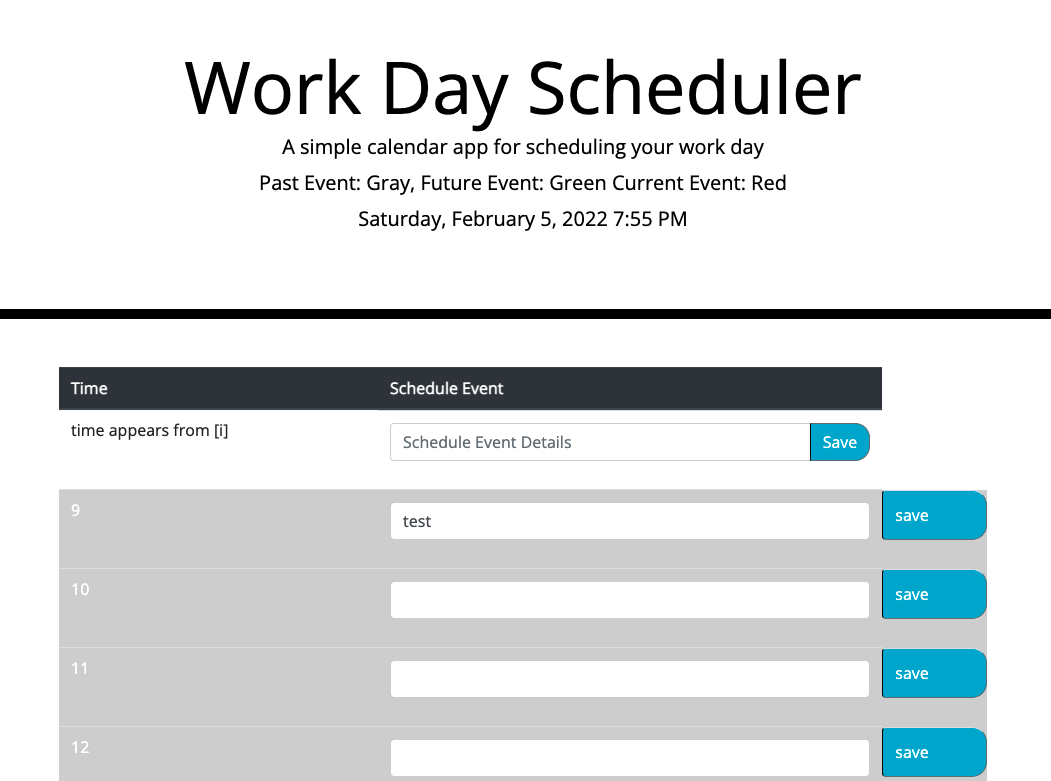 Work Day Scheduler
A simple calendar app for scheduling your work day
Past Event: Gray, Future Event: Green Current Event: Red
Saturday, February 5, 2022 7:55 PM
Time Schedule Event
time appears from [i] Schedule Event Details Save
9 test save
10 save
11 save
12 save